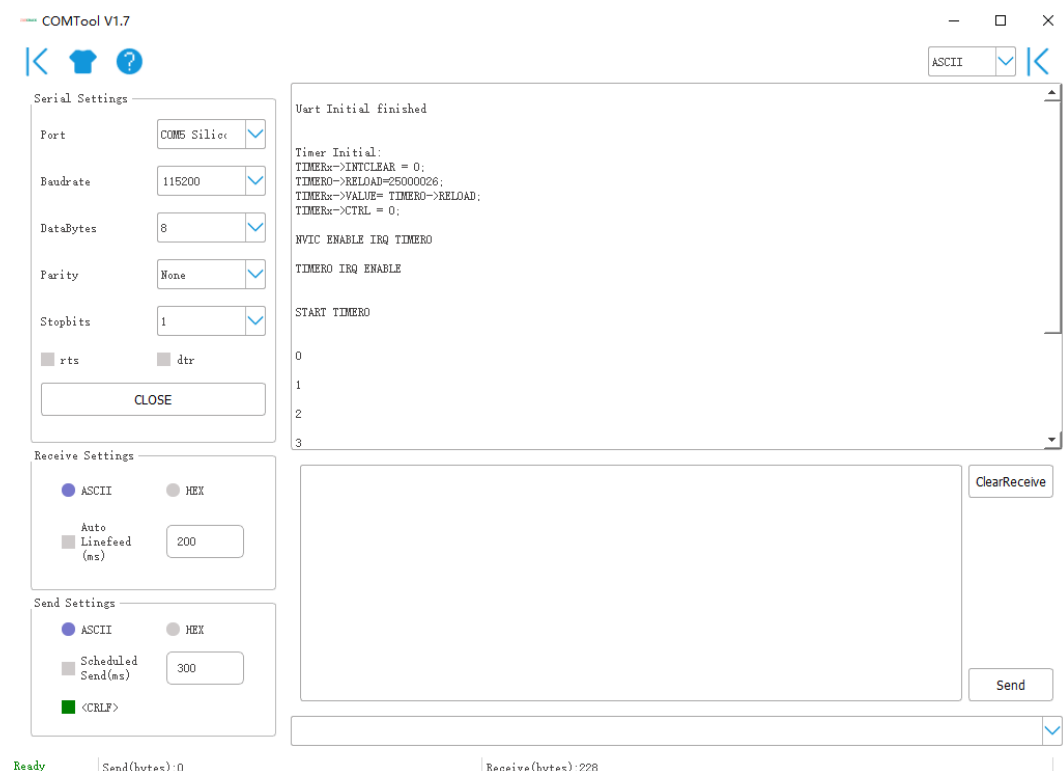 COMTool V1.7
ASCII
Serial Settings
Port
COM5 Silic
Baudrate
115200
DataBytes
8
Parity
None
Stopbits
1
rts
dtr
CLOSE
Uart Initial finished
Timer Initial:
TIMERx->INTCLEAR = 0;
TIMER0->RELOAD=25000026;
TIMERx->VALUE= TIMER0->RELOAD;
TIMERx->CTRL = 0;
NVIC ENABLE IRQ TIMER0
TIMER0 IRQ ENABLE
START TIMER0
0
1
2
3
Receive Settings
ASCII
HEX
Auto
Linefeed
(ms)
200
ClearReceive
Send Settings
ASCII
HEX
Scheduled
Send(ms)
300
<CRLF>
Send
Ready
Send(bytes):0
Receive(bytes):228